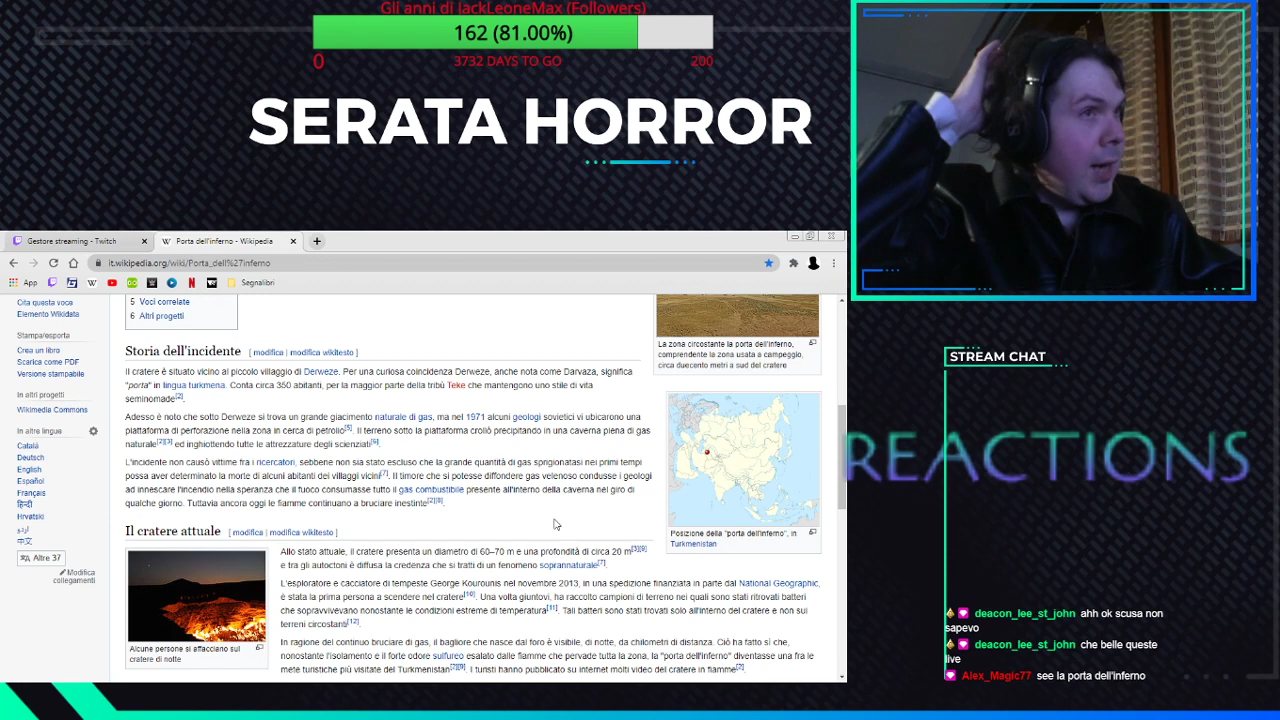 Gli anni di IackLeoneMax (Followers)
162 (81.00%)
0
3732 DAYS TO GO
200
SERATA HORROR
Gestore streaming - Twitch
Porta dell'inferno - Wikipedia
it.wikipedia.org/wiki/Porta_dell%27inferno
App
Segnalibri
Cita questa voce
Elemento Wikidata
Stampa/esporta
Crea un libro
Scarica come PDF
Versione stampabile
In altri progetti
Wikimedia Commons
In altre lingue
Català
Deutsch
English
Español
Français
हिन्दी
Hrvatski
اردو
中文
Altre 37
Modifica
collegamenti
5 Voci correlate
6 Altri progetti
Storia dell'incidente [ modifica | modifica wikitesto ]
Il cratere è situato vicino al piccolo villaggio di Derweze. Per una curiosa coincidenza Derweze, anche nota come Darvaza, significa
"porta" in lingua turkmena. Conta circa 350 abitanti, per la maggior parte della tribù Teke che mantengono uno stile di vita
seminomade[2].
Adesso è noto che sotto Derweze si trova un grande giacimento naturale di gas, ma nel 1971 alcuni geologi sovietici vi ubicarono una
piattaforma di perforazione nella zona in cerca di petrolio[5]. Il terreno sotto la piattaforma crollò precipitando in una caverna piena di gas
naturale[2][3] ed inghiottendo tutte le attrezzature degli scienziati[6].
L'incidente non causò vittime fra i ricercatori, sebbene non sia stato escluso che la grande quantità di gas sprigionatasi nei primi tempi
possa aver determinato la morte di alcuni abitanti dei villaggi vicini[7]. Il timore che si potesse diffondere gas velenoso condusse i geologi
ad innescare l'incendio nella speranza che il fuoco consumasse tutto il gas combustibile presente all'interno della caverna nel giro di
qualche giorno. Tuttavia ancora oggi le fiamme continuano a bruciare inestinte[2][8].
Il cratere attuale [ modifica | modifica wikitesto ]
Allo stato attuale, il cratere presenta un diametro di 60–70 m e una profondità di circa 20 m[3][9]
e tra gli autoctoni è diffusa la credenza che si tratti di un fenomeno soprannaturale[7].
L'esploratore e cacciatore di tempeste George Kourounis nel novembre 2013, in una spedizione finanziata in parte dal National Geographic,
è stata la prima persona a scendere nel cratere[10]. Una volta giuntovi, ha raccolto campioni di terreno nei quali sono stati ritrovati batteri
che sopravvivevano nonostante le condizioni estreme di temperatura[11]. Tali batteri sono stati trovati solo all'interno del cratere e non sui
terreni circostanti[12].
In ragione del continuo bruciare di gas, il bagliore che nasce dal foro è visibile, di notte, da chilometri di distanza. Ciò ha fatto sì che,
nonostante l'isolamento e il forte odore sulfureo esalato dalle fiamme che pervade tutta la zona, la "porta dell'inferno" diventasse una fra le
mete turistiche più visitate del Turkmenistan[2][9]. I turisti hanno pubblicato su internet molti video del cratere in fiamme[2].
Alcune persone si affacciano sul
cratere di notte
La zona circostante la porta dell'inferno,
comprendente la zona usata a campeggio,
circa duecento metri a sud del cratere
Posizione della "porta dell'inferno", in
Turkmenistan
STREAM CHAT
REACTIONS
deacon_lee_st_john ahh ok scusa non
sapevo
deacon_lee_st_john che belle queste
live
Alex_Magic77 see la porta dell'inferno